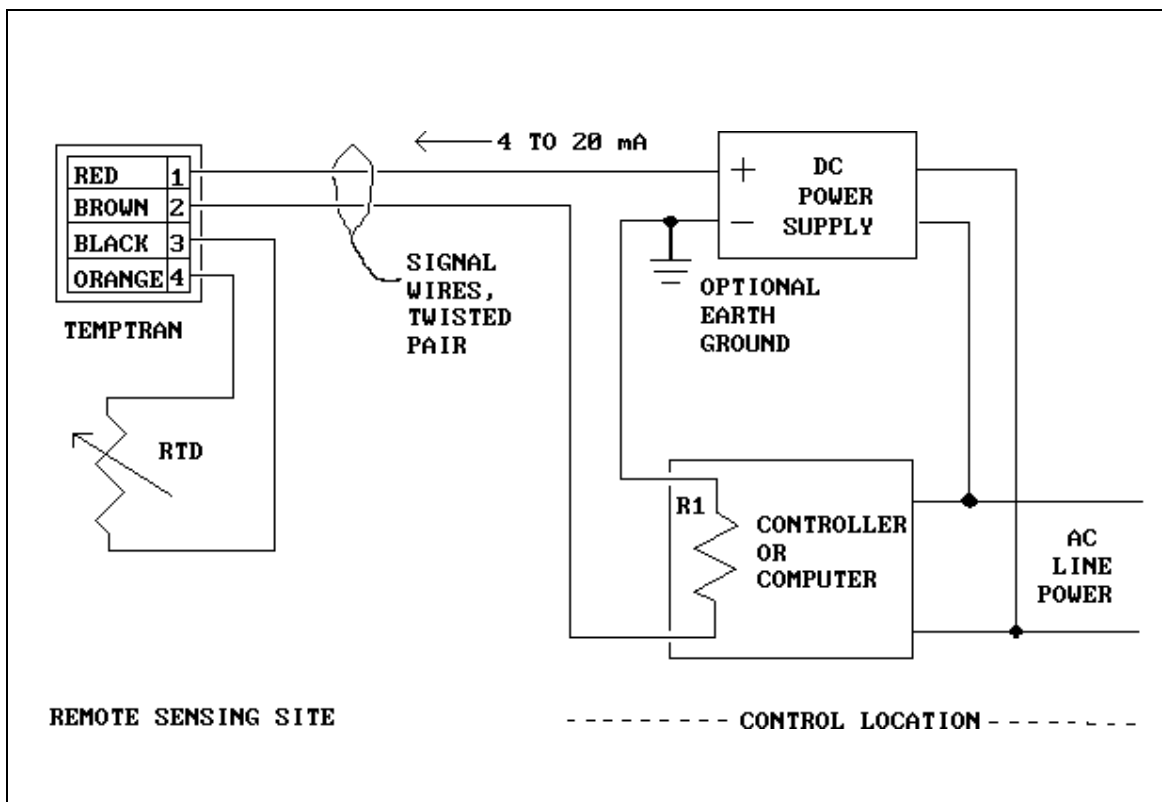 4 TO 20 mA
RED 1
BROWN 2
BLACK 3
ORANGE 4
TEMPTRAN
SIGNAL
WIRES,
TWISTED
PAIR
+ DC
POWER
− SUPPLY
OPTIONAL
EARTH
GROUND
RTD
R1
CONTROLLER
OR
COMPUTER
AC
LINE
POWER
REMOTE SENSING SITE
CONTROL LOCATION